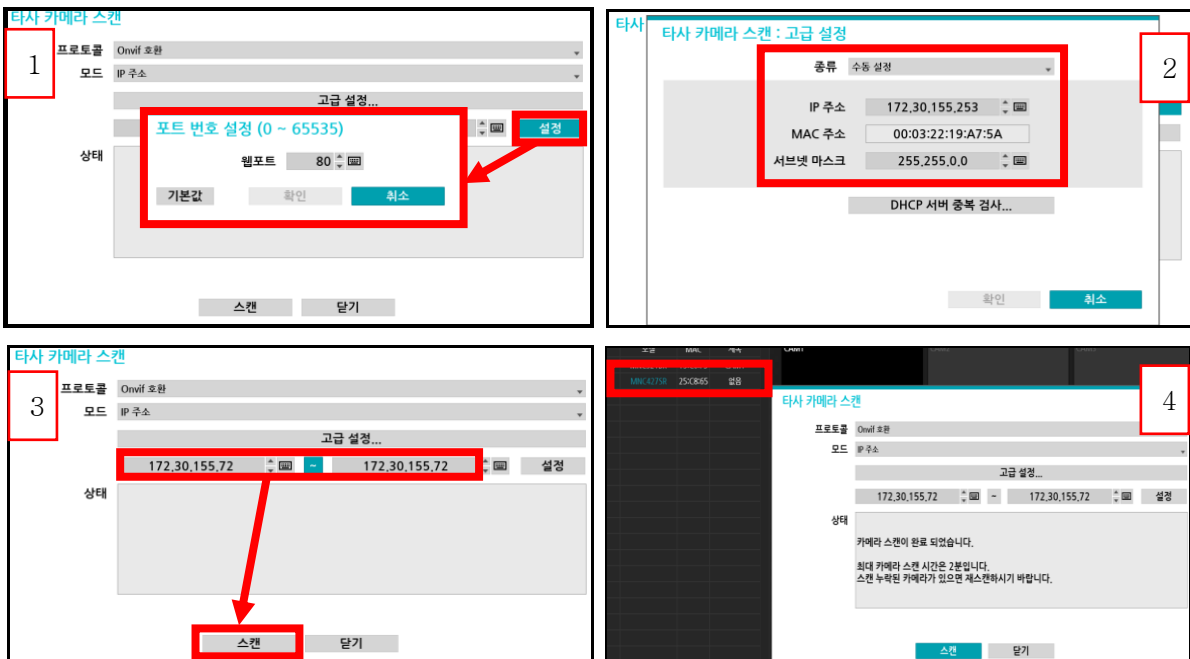 타사 카메라 스캔
1
프로토콜 Onvif 호환
모드 IP 주소
고급 설정...
포트 번호 설정 (0 ~ 65535)
설정
웹포트 80
상태
기본값 확인 취소
스캔 닫기
타사
타사 카메라 스캔 : 고급 설정
2
종류 수동 설정
IP 주소 172,30,155,253
MAC 주소 00:03:22:19:A7:5A
서브넷 마스크 255,255,0,0
DHCP 서버 중복 검사...
확인 취소
타사 카메라 스캔
3
프로토콜 Onvif 호환
모드 IP 주소
고급 설정...
172,30,155,72 ~ 172,30,155,72 설정
상태
스캔 닫기
모델 MAC 제목
CAM1 CAM2 CAM3
MNC427SR 25:C8:65 없음
4
타사 카메라 스캔
프로토콜 Onvif 호환
모드 IP 주소
고급 설정...
172,30,155,72 ~ 172,30,155,72 설정
상태
카메라 스캔이 완료 되었습니다.
최대 카메라 스캔 시간은 2분입니다.
스캔 누락된 카메라가 있으면 재스캔하시기 바랍니다.
스캔 닫기